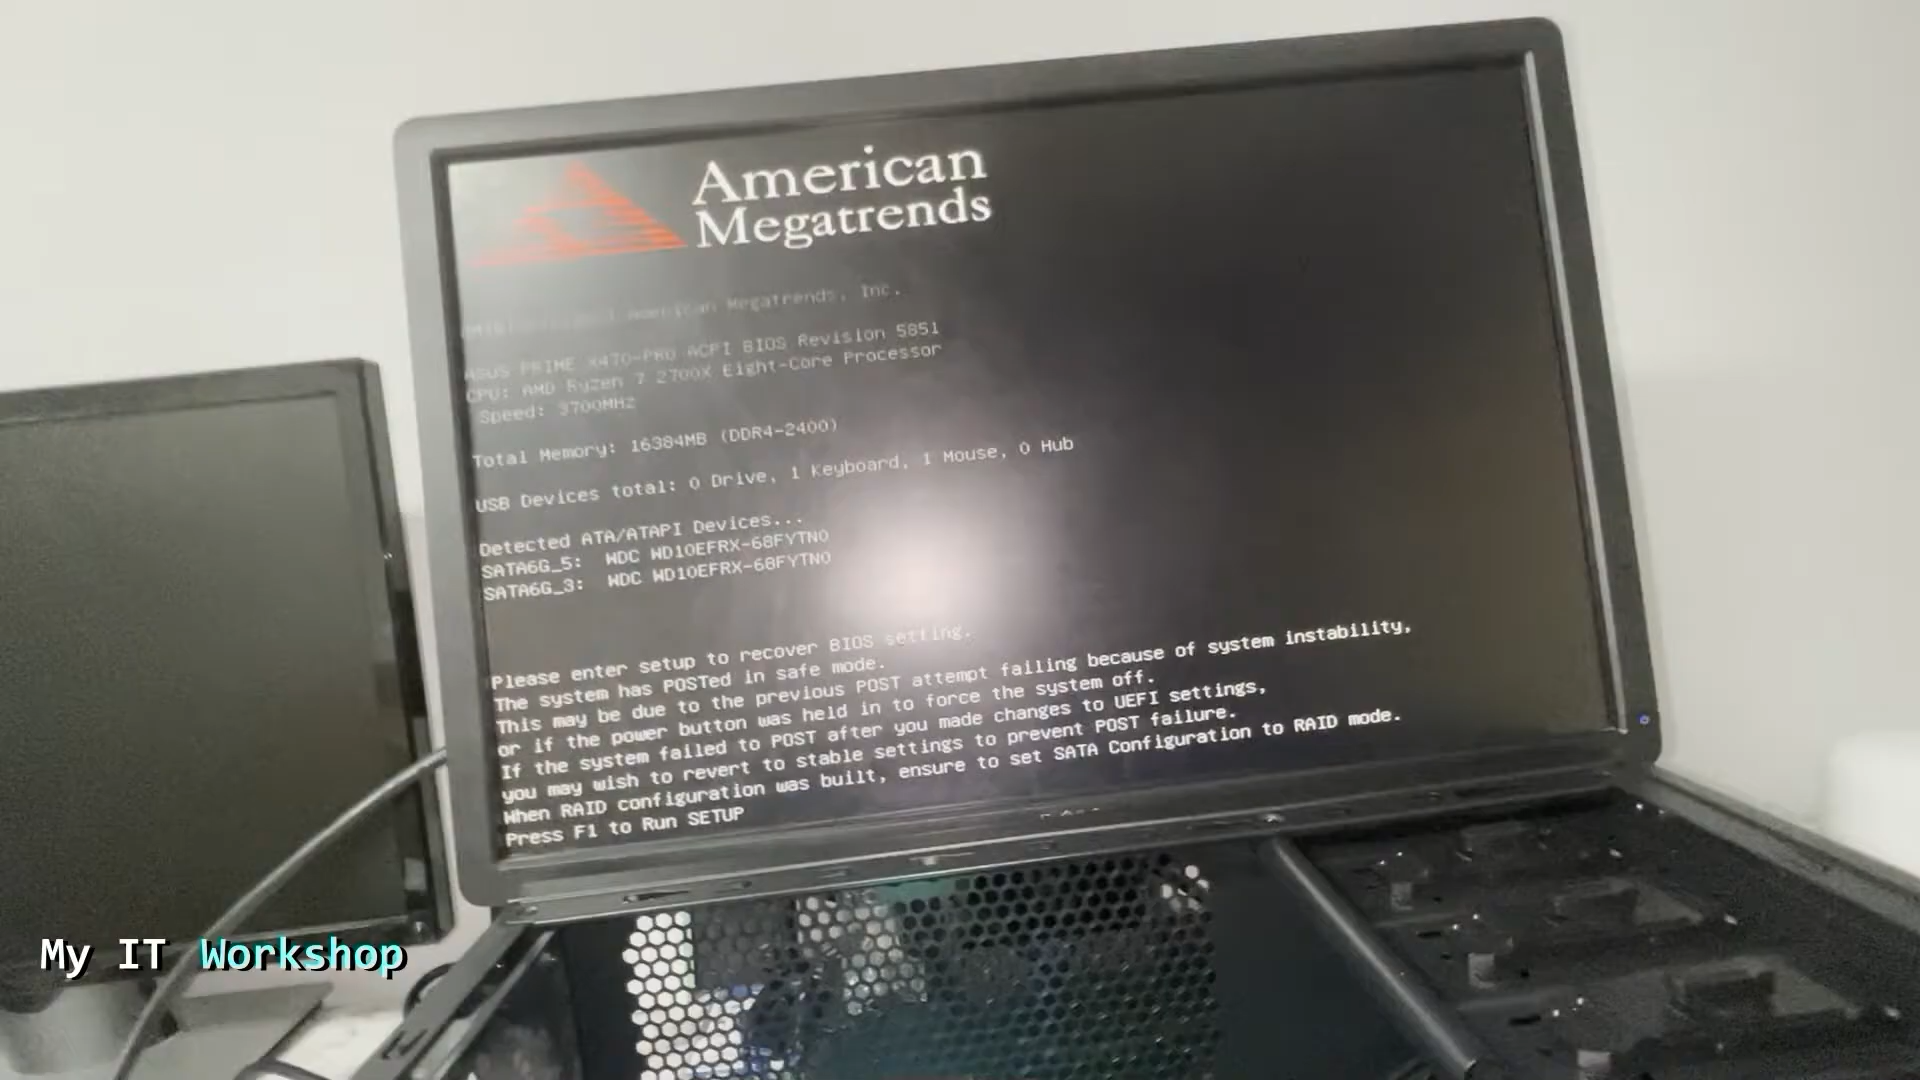 American
Megatrends
American Megatrends, Inc.
ASUS PRIME X470-PRO ACPI BIOS Revision 5851
CPU: AMD Ryzen 7 2700X Eight-Core Processor
Speed: 3700MHz
Total Memory: 16384MB (DDR4-2400)
USB Devices total: 0 Drive, 1 Keyboard, 1 Mouse, 0 Hub
Detected ATA/ATAPI Devices...
SATA6G_5: WDC WD10EFRX-68FYTN0
SATA6G_3: WDC WD10EFRX-68FYTN0
Please enter setup to recover BIOS setting.
The system has POSTed in safe mode.
This may be due to the previous POST attempt failing because of system instability,
or if the power button was held in to force the system off.
If the system failed to POST after you made changes to UEFI settings,
you may wish to revert to stable settings to prevent POST failure.
When RAID configuration was built, ensure to set SATA Configuration to RAID mode.
Press F1 to Run SETUP
My IT Workshop